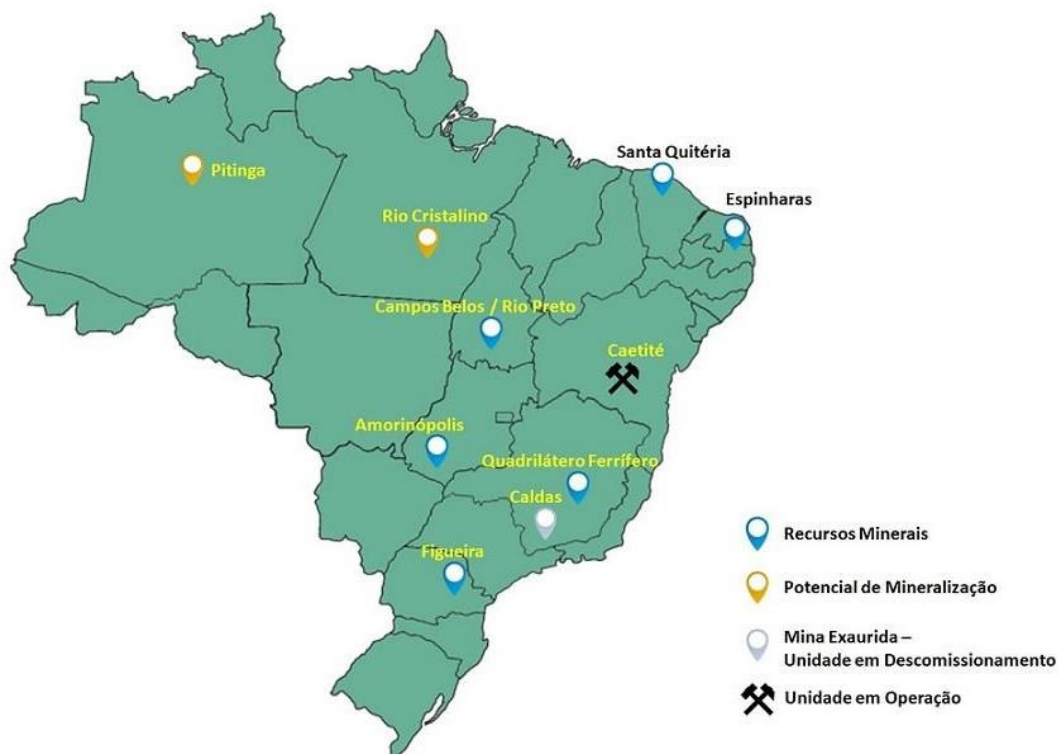 Santa Quitéria
Pitinga
Espinharas
Rio Cristalino
Campos Belos / Rio Preto
Caetité
Amorinópolis
Quadrilátero Ferrífero
Caldas
Figueira
Recursos Minerais
Potencial de Mineralização
Mina Exaurida –
Unidade em Descomissionamento
Unidade em Operação